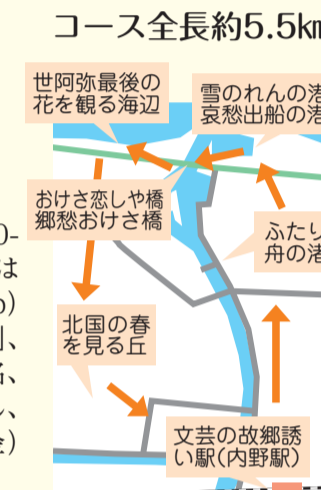 コース全長約5.5km
世阿弥最後の
花を観る海辺
雪のれんの港
哀愁出船の港
おけさ恋しや橋
郷愁おけさ橋
ふたり
舟の渚
北国の春
を見る丘
文芸の故郷誘
い駅(内野駅)
0-
は
)
、
、
、
)